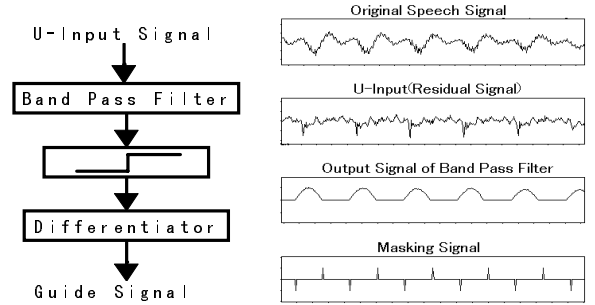 U-Input Signal
Band Pass Filter
Differentiator
Guide Signal
Original Speech Signal
U-Input(Residual Signal)
Output Signal of Band Pass Filter
Masking Signal